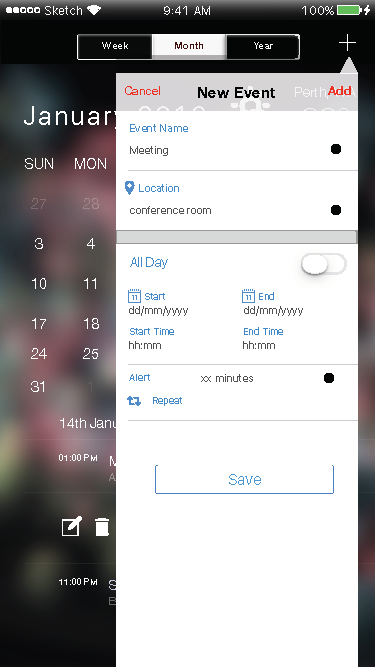 Sketch 9:41 AM 100%
Week Month Year
Cancel New Event Perth, Add
January 2016
Event Name
SUN MON
Meeting
Location
27 28
conference room
3 4
All Day
10 11
11 Start 11 End
dd/mm/yyyy dd/mm/yyyy
17 18
Start Time End Time
hh:mm hh:mm
24 25
Alert xx minutes
31 1
Repeat
14th Janu
01:00 PM M
A
Save
11:00 PM S
B